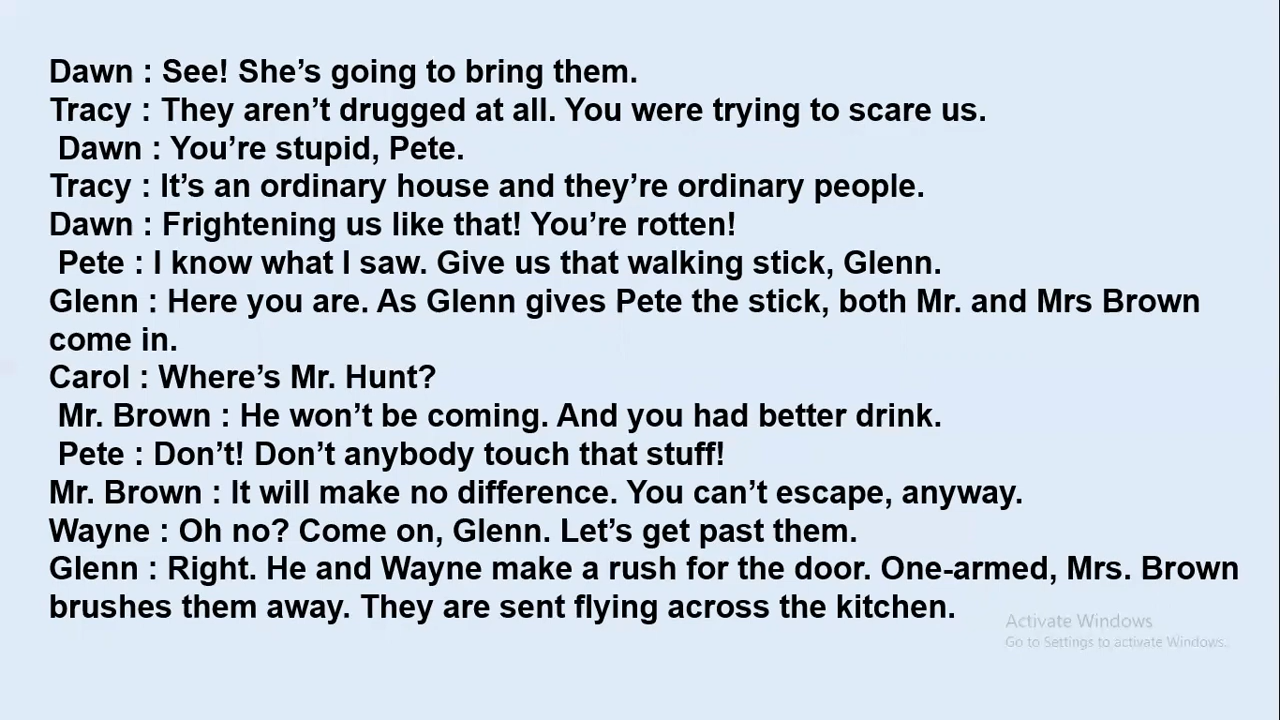 Dawn : See! She’s going to bring them.
Tracy : They aren’t drugged at all. You were trying to scare us.
Dawn : You’re stupid, Pete.
Tracy : It’s an ordinary house and they’re ordinary people.
Dawn : Frightening us like that! You’re rotten!
Pete : I know what I saw. Give us that walking stick, Glenn.
Glenn : Here you are. As Glenn gives Pete the stick, both Mr. and Mrs Brown
come in.
Carol : Where’s Mr. Hunt?
Mr. Brown : He won’t be coming. And you had better drink.
Pete : Don’t! Don’t anybody touch that stuff!
Mr. Brown : It will make no difference. You can’t escape, anyway.
Wayne : Oh no? Come on, Glenn. Let’s get past them.
Glenn : Right. He and Wayne make a rush for the door. One-armed, Mrs. Brown
brushes them away. They are sent flying across the kitchen.
Activate Windows
Go to Settings to activate Windows.